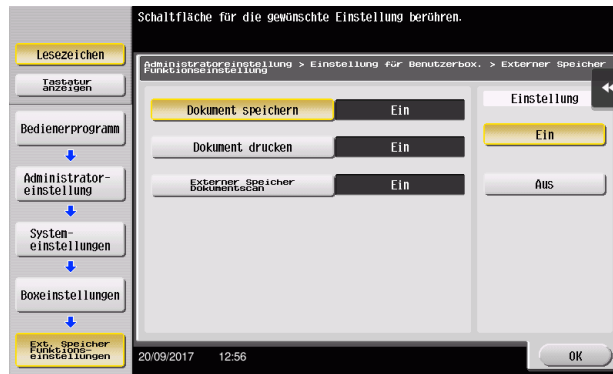 Schaltfläche für die gewünschte Einstellung berühren.
Lesezeichen
Tastatur
anzeigen
Bedienerprogramm
Administrator-
einstellung
System-
einstellungen
Boxeinstellungen
Ext. Speicher
Funktions-
einstellungen
Administratoreinstellung > Einstellung für Benutzerbox. > Externer Speicher
Funktionseinstellung
Dokument speichern Ein
Dokument drucken Ein
Externer Speicher
Dokumentscan
Ein
Einstellung
Ein
Aus
20/09/2017 12:56
OK